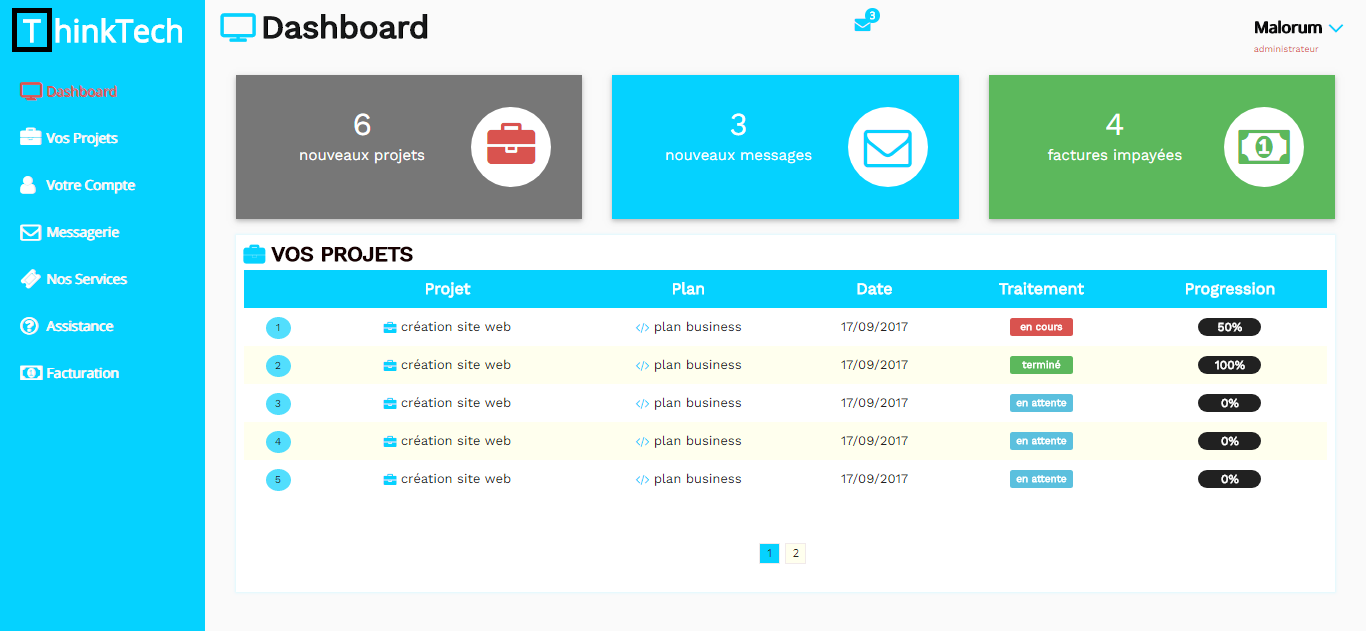 ThinkTech
Dashboard
Vos Projets
Votre Compte
Messagerie
Nos Services
Assistance
Facturation
Dashboard
3
Malorum
administrateur
6
nouveaux projets
3
nouveaux messages
4
factures impayées
1
VOS PROJETS
Projet Plan Date Traitement Progression
1 création site web </> plan business 17/09/2017 en cours 50%
2 création site web </> plan business 17/09/2017 terminé 100%
3 création site web </> plan business 17/09/2017 en attente 0%
4 création site web </> plan business 17/09/2017 en attente 0%
5 création site web </> plan business 17/09/2017 en attente 0%
1 2